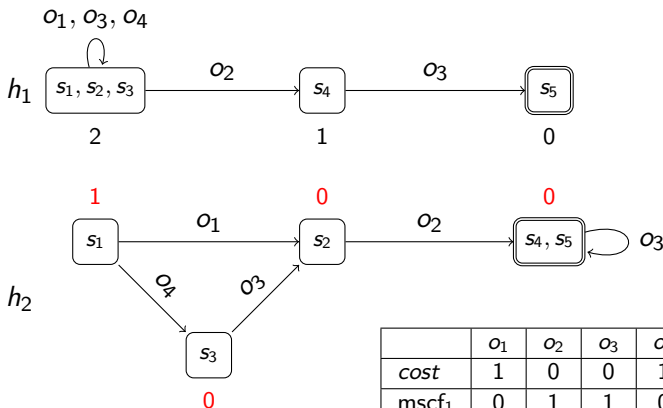 o₁, o₃, o₄
h₁ s₁, s₂, s₃ o₂ s₄ o₃ s₅
2 1 0
1 0 0
s₁ o₁ s₂ o₂ s₄, s₅ o₃
o₄ o₃
h₂
s₃
0
o₁ o₂ o₃
cost 1 0 0 1
mscf₁ 0 1 1